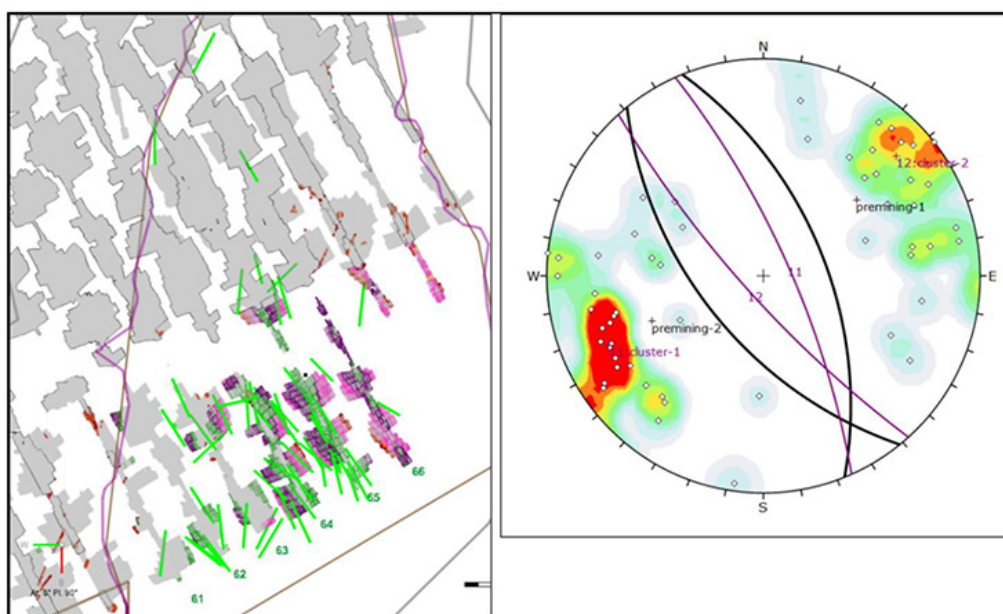 66
65
64
63
62
61
N
12:cluster-2
premining-1
W
E
11
12
premining-2
cluster-1
S